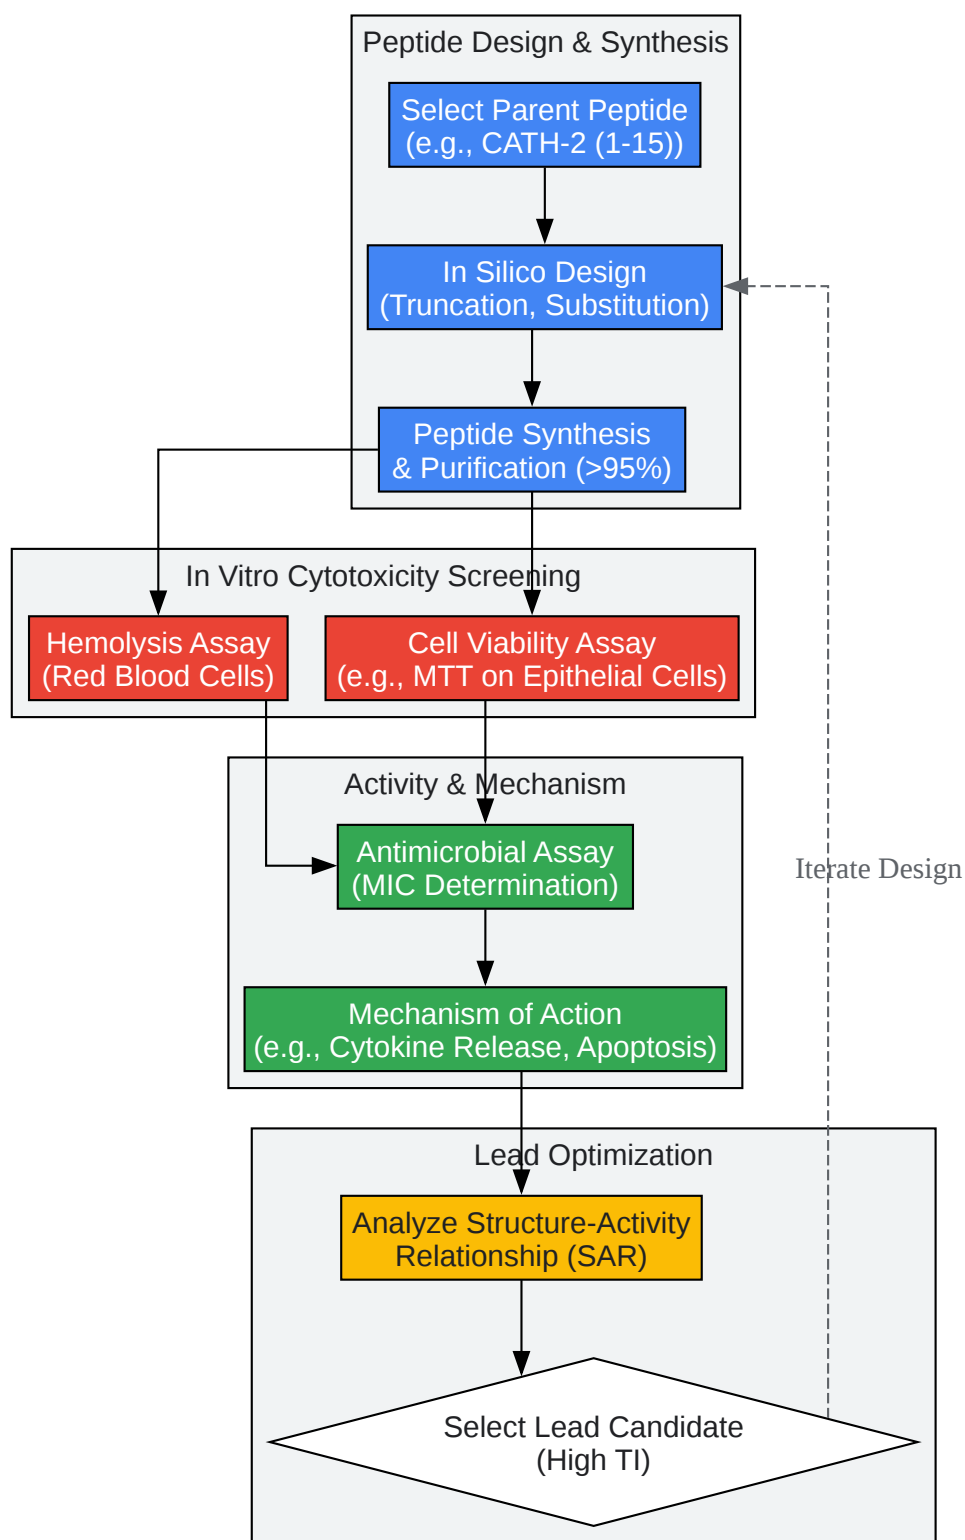 Peptide Design & Synthesis
Select Parent Peptide
(e.g., CATH-2 (1-15))
In Silico Design
(Truncation, Substitution)
Peptide Synthesis
& Purification (>95%)
In Vitro Cytotoxicity Screening
Hemolysis Assay
(Red Blood Cells)
Cell Viability Assay
(e.g., MTT on Epithelial Cells)
Activity & Mechanism
Antimicrobial Assay
(MIC Determination)
Iterate Design
Mechanism of Action
(e.g., Cytokine Release, Apoptosis)
Lead Optimization
Analyze Structure-Activity
Relationship (SAR)
Select Lead Candidate
(High TI)